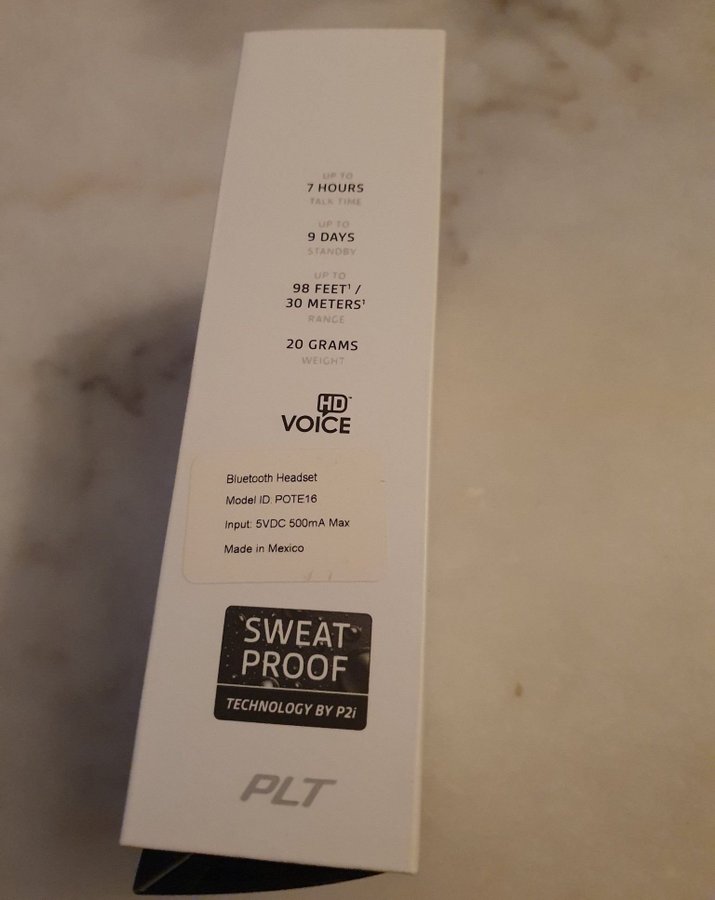 UP TO
7 HOURS
TALK TIME
UP TO
9 DAYS
STANDBY
UP TO
98 FEET¹ /
30 METERS¹
RANGE
20 GRAMS
WEIGHT
HD™
VOICE
Bluetooth Headset
Model ID: POTE16
Input: 5VDC 500mA Max
Made in Mexico
SWEAT
PROOF
TECHNOLOGY BY P2i
PLT